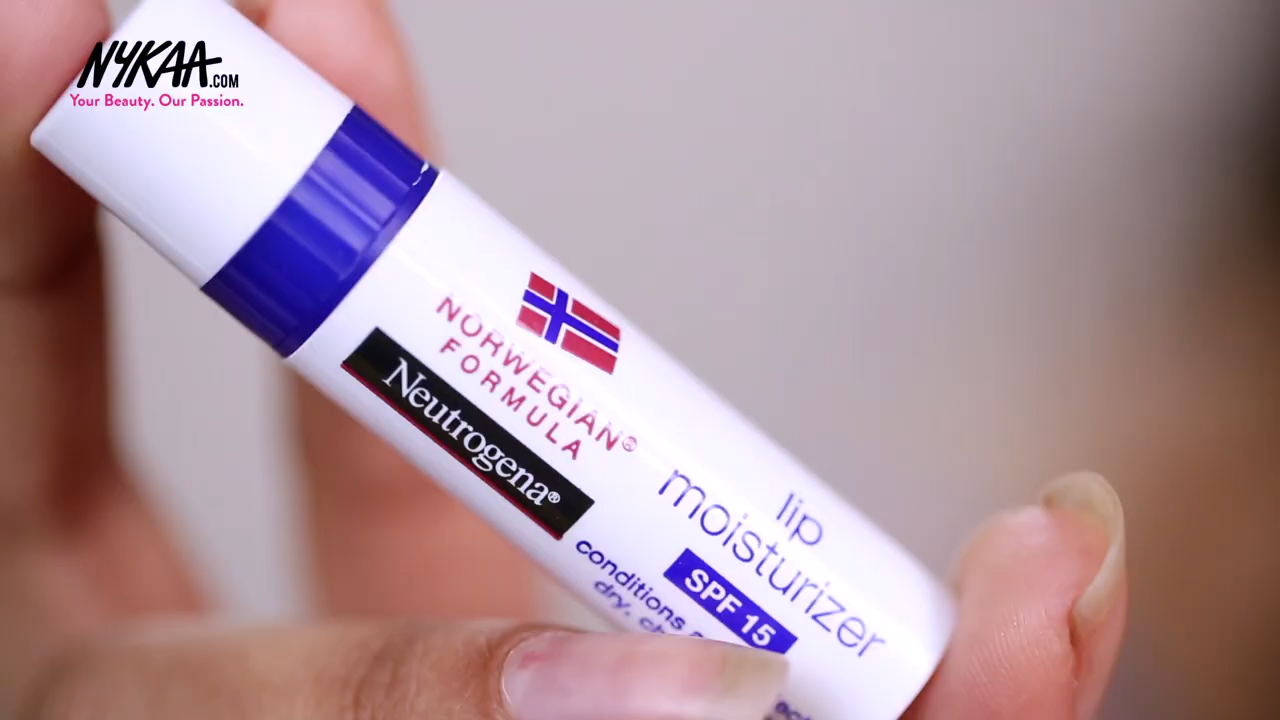 NYKAA.COM
Your Beauty. Our Passion.
NORWEGIAN®
FORMULA
Neutrogena®
lip
moisturizer
SPF 15
conditions
dry,